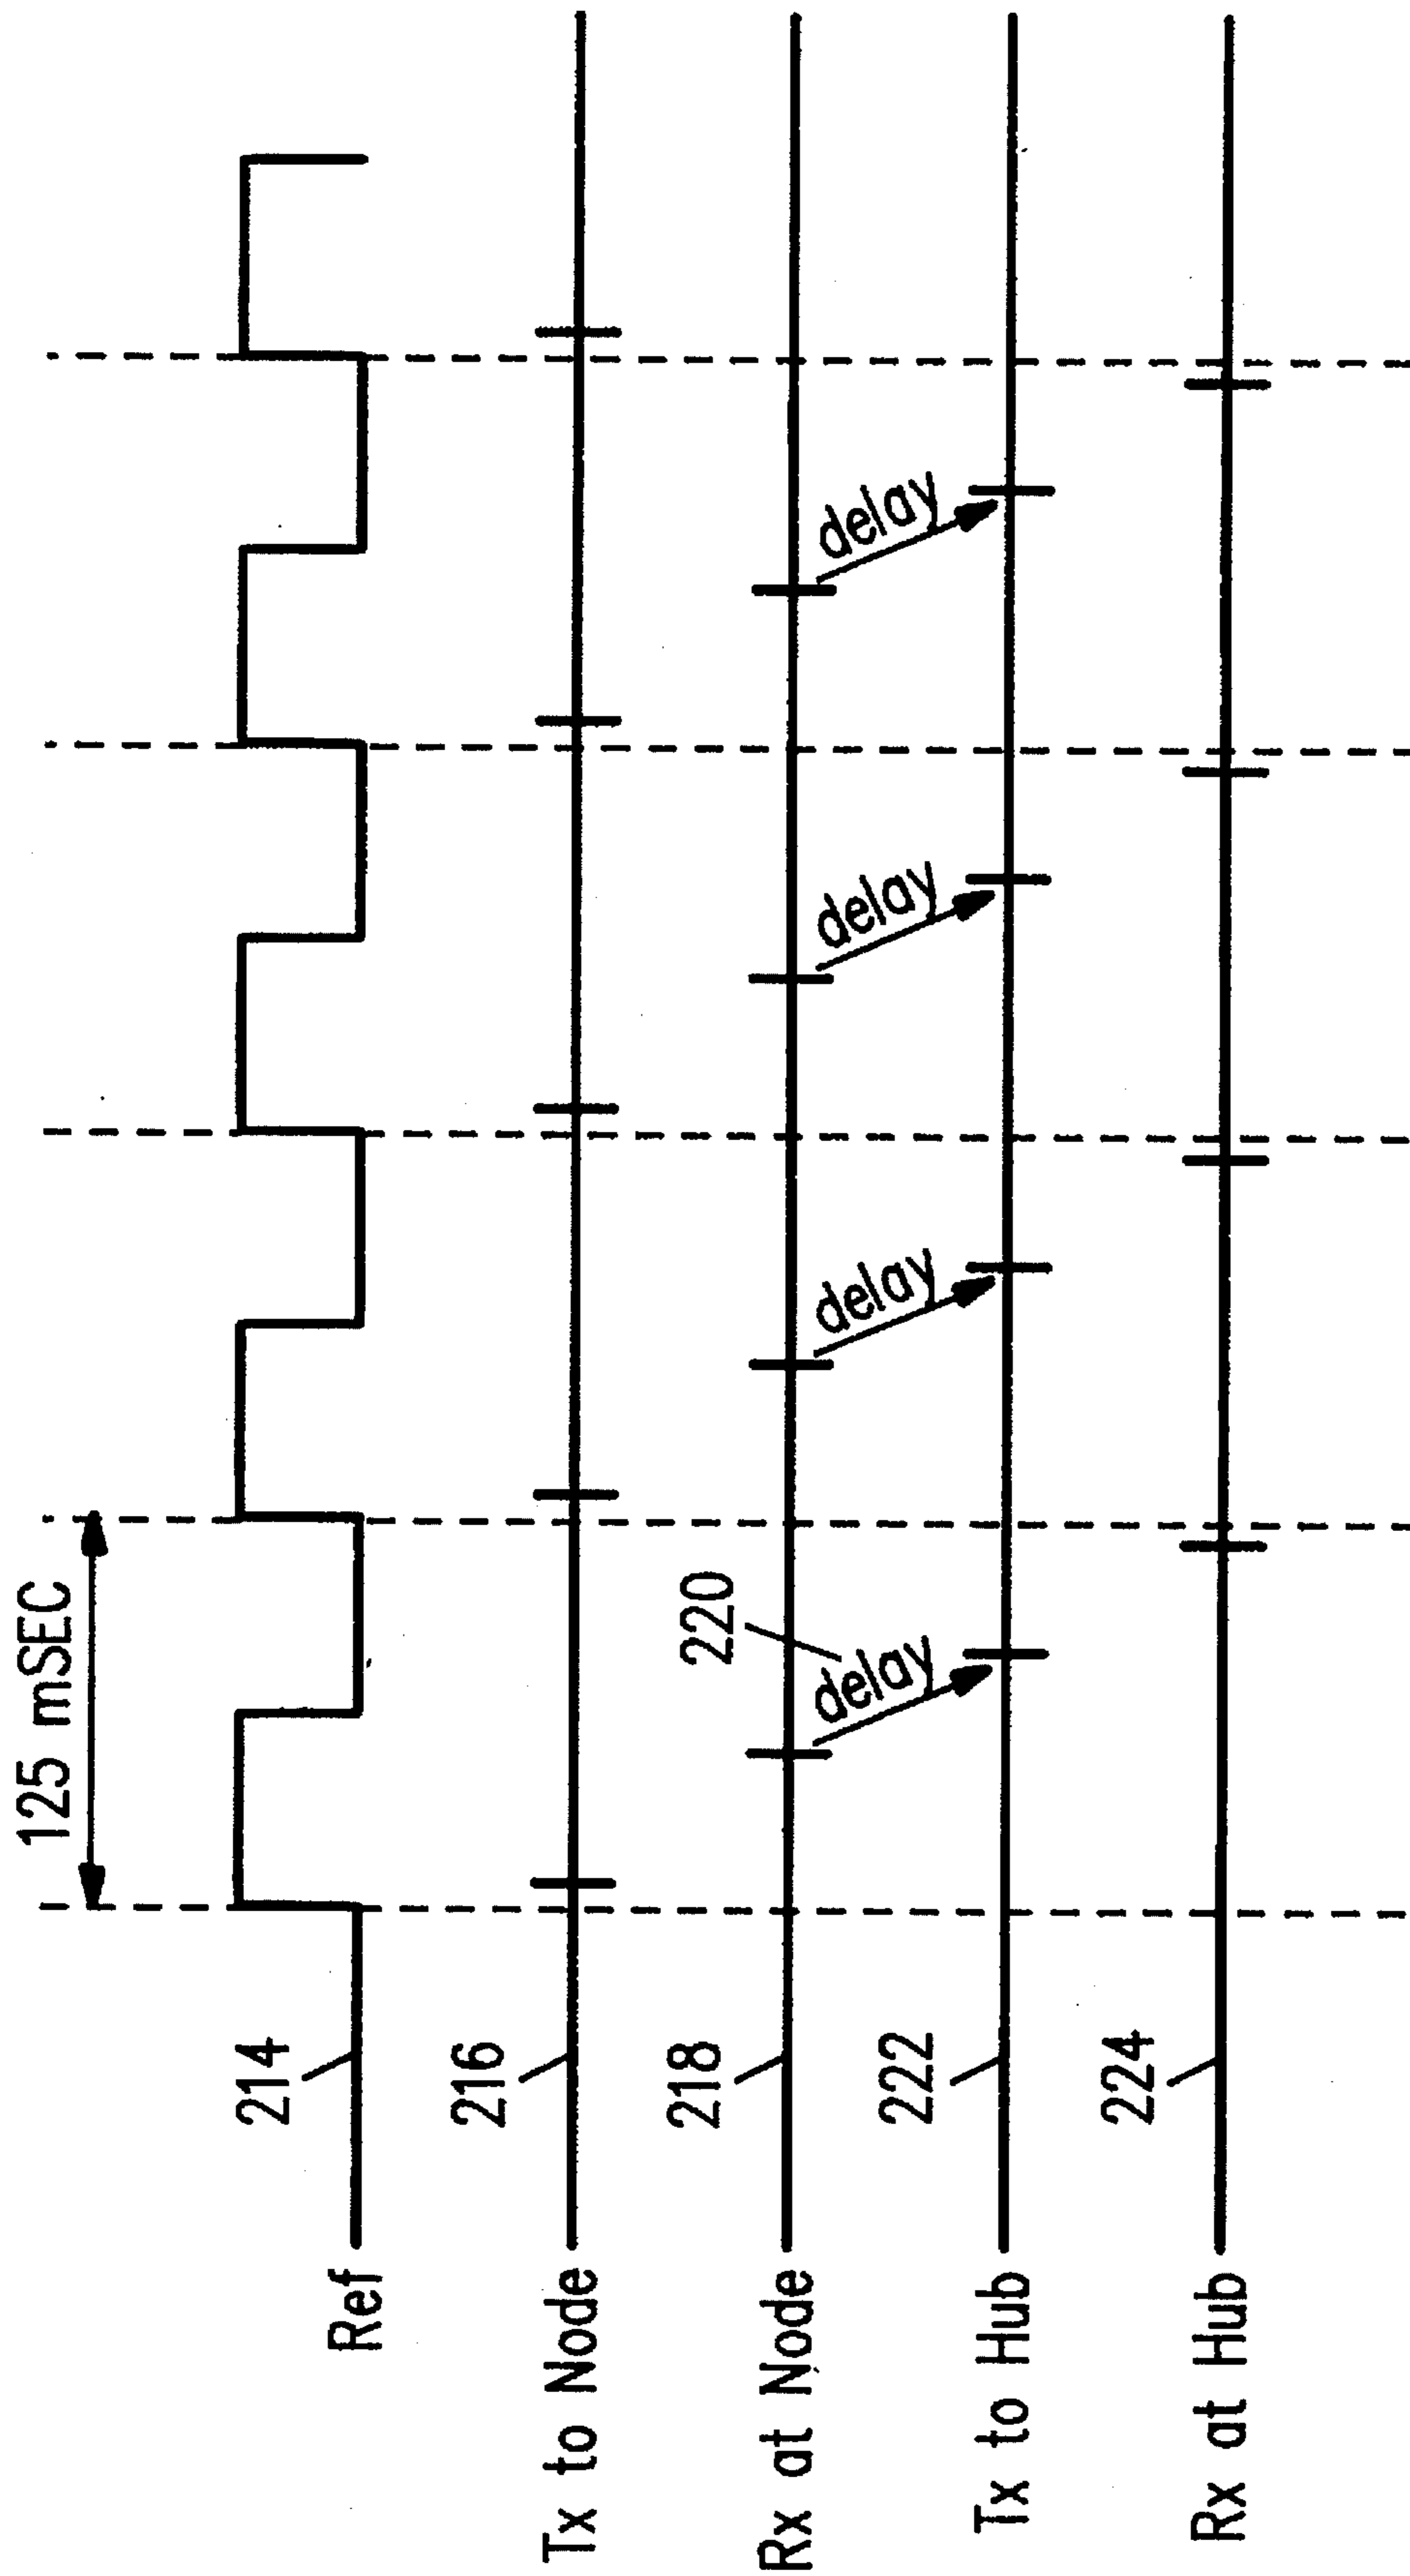 125 mSEC
214
Ref
216
Tx to Node
218
Rx at Node
220
delay
delay
delay
delay
222
Tx to Hub
224
Rx at Hub